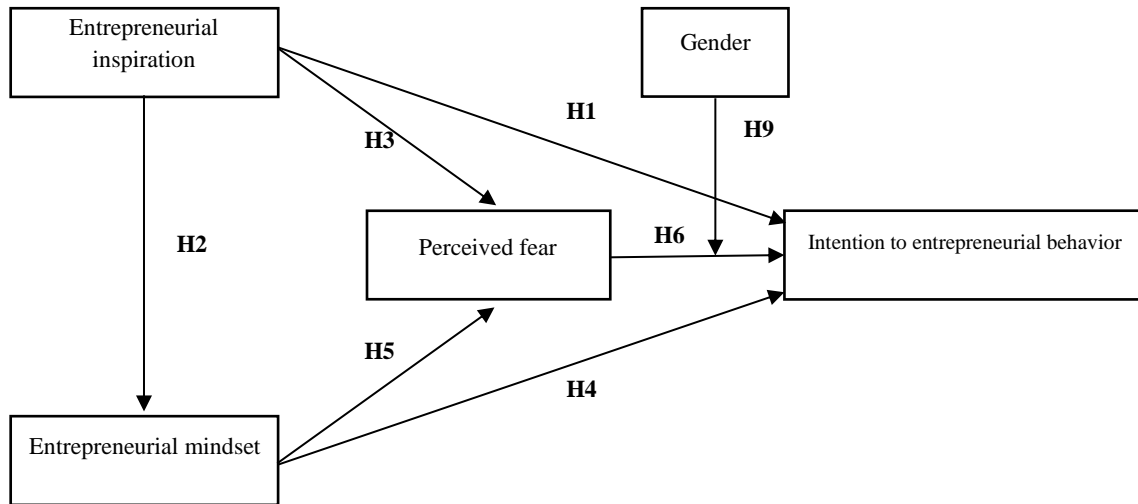 Entrepreneurial
inspiration
Gender
H1
H9
H3
H2
Perceived fear
H6
Intention to entrepreneurial behavior
H5
H4
Entrepreneurial mindset